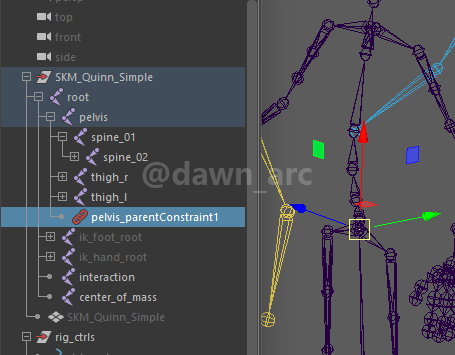 top
front
side
SKM_Quinn_Simple
root
pelvis
spine_01
spine_02
thigh_r
@dawn_arc
thigh_l
pelvis_parentConstraint1
ik_foot_root
ik_hand_root
interaction
center_of_mass
SKM_Quinn_Simple
rig_ctrls